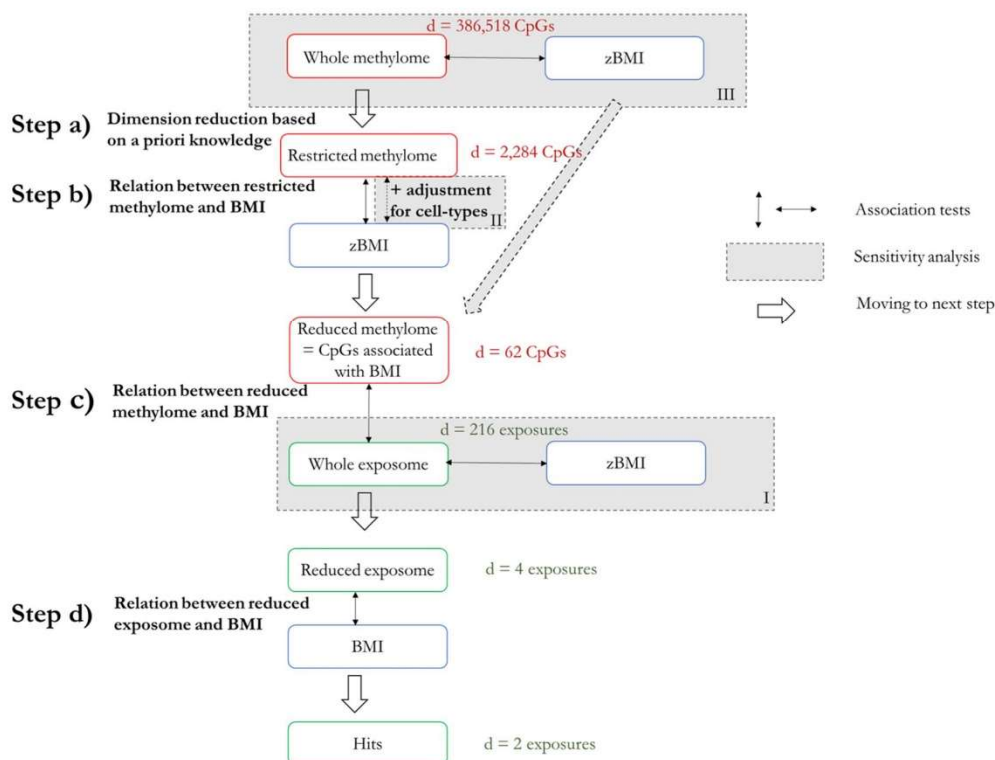 d = 386,518 CpGs
Whole methylome
zBMI
III
Step a)
Dimension reduction based
on a priori knowledge
Restricted methylome
d = 2,284 CpGs
Step b)
Relation between restricted
methylome and BMI
+ adjustment
for cell-types
II
zBMI
Association tests
Sensitivity analysis
Moving to next step
Reduced methylome
= CpGs associated
with BMI
d = 62 CpGs
Step c)
Relation between reduced
methylome and BMI
d = 216 exposures
Whole exposome
zBMI
I
Reduced exposome
d = 4 exposures
Step d)
Relation between reduced
exposome and BMI
BMI
Hits
d = 2 exposures